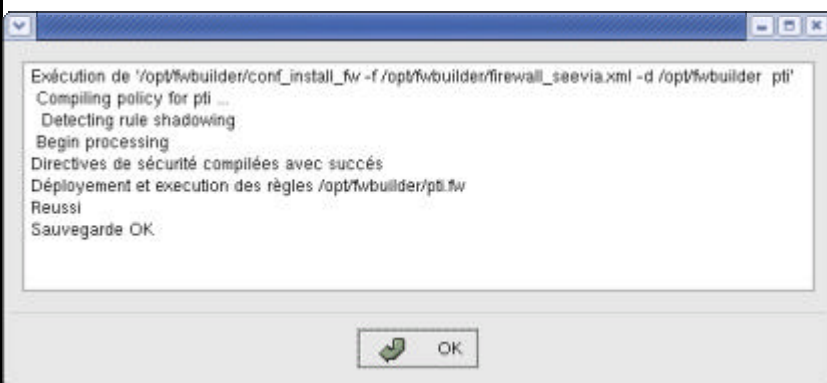 Exécution de '/opt/fwbuilder/conf_install_fw -f /opt/fwbuilder/firewall_seevia.xml -d /opt/fwbuilder pti'
Compiling policy for pti ...
Detecting rule shadowing
Begin processing
Directives de sécurité compilées avec succés
Déployement et execution des règles /opt/fwbuilder/pti.fw
Reussi
Sauvegarde OK
OK